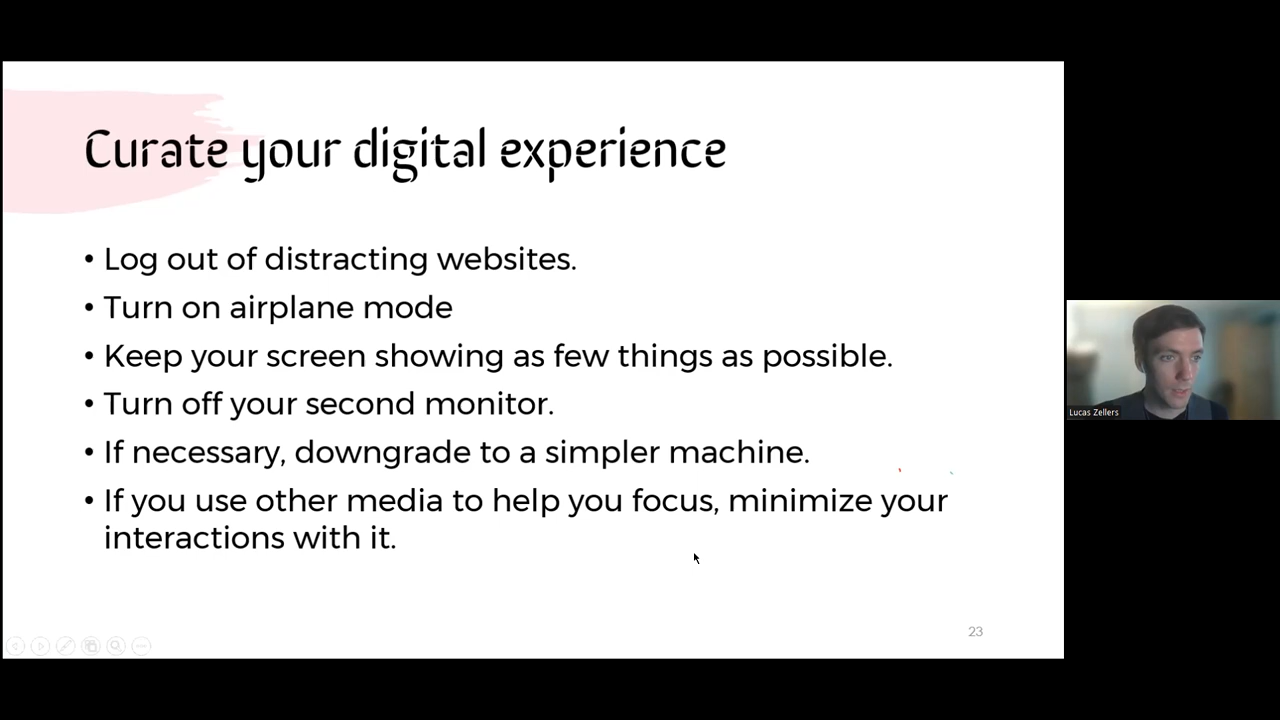 Curate your digital experience
• Log out of distracting websites.
• Turn on airplane mode
• Keep your screen showing as few things as possible.
• Turn off your second monitor.
• If necessary, downgrade to a simpler machine.
• If you use other media to help you focus, minimize your
interactions with it.
23
Lucas Zellers